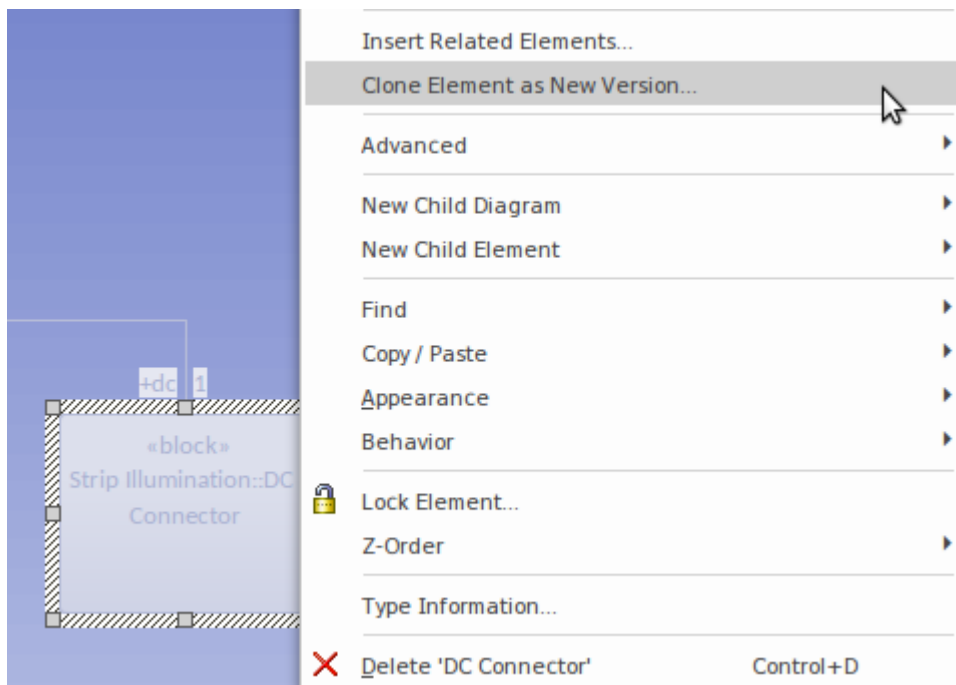 Insert Related Elements...
Clone Element as New Version...
Advanced
New Child Diagram
New Child Element
Find
Copy / Paste
Appearance
Behavior
Lock Element...
Z-Order
Type Information...
Delete 'DC Connector' Control+D
+dc 1
«block»
Strip Illumination::DC
Connector